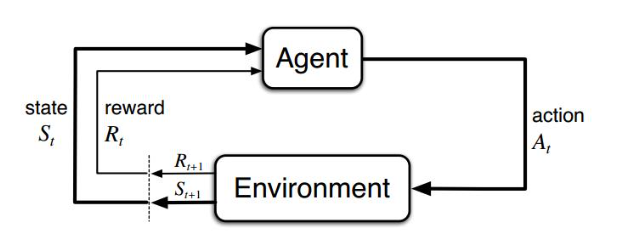 Agent
state
S_t
reward
R_t
action
A_t
R_{t+1}
S_{t+1}
Environment